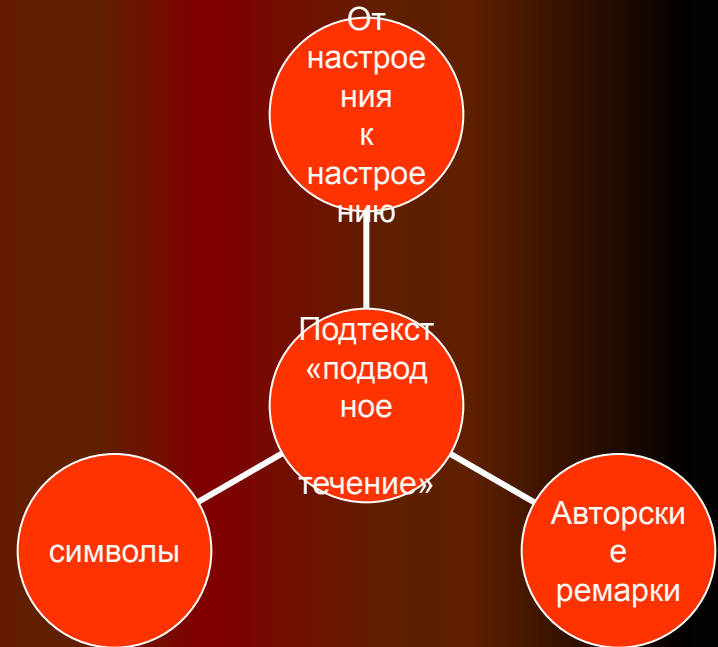 От
настрое
ния
к
настрое
нию
Подтекст
«подвод
ное
течение»
символы
Авторски
е
ремарки